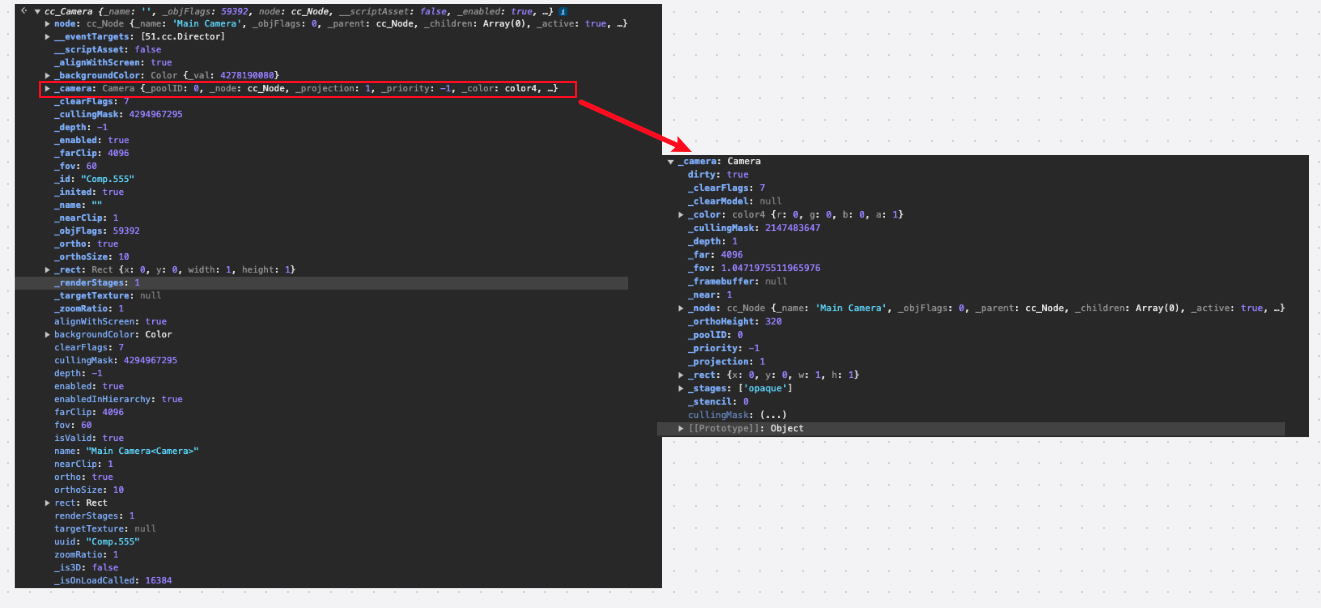 cc_Camera {_name: '', _objFlags: 59392, node: cc_Node, __scriptAsset: false, _enabled: true, …}
node: cc_Node {_name: 'Main Camera', _objFlags: 0, _parent: cc_Node, _children: Array(0), _active: true, …}
__eventTargets: [51.cc.Director]
__scriptAsset: false
_alignWithScreen: true
_backgroundColor: Color {_val: 4278190080}
_camera: Camera {_poolID: 0, _node: cc_Node, _projection: 1, _priority: -1, _color: color4, …}
_clearFlags: 7
_cullingMask: 4294967295
_depth: -1
_enabled: true
_farClip: 4096
_fov: 60
_id: "Comp.555"
_inited: true
_name: ""
_nearClip: 1
_objFlags: 59392
_ortho: true
_orthoSize: 10
_rect: Rect {x: 0, y: 0, width: 1, height: 1}
_renderStages: 1
_targetTexture: null
_zoomRatio: 1
alignWithScreen: true
backgroundColor: Color
clearFlags: 7
cullingMask: 4294967295
depth: -1
enabled: true
enabledInHierarchy: true
farClip: 4096
fov: 60
isValid: true
name: "Main Camera<Camera>"
nearClip: 1
ortho: true
orthoSize: 10
rect: Rect
renderStages: 1
targetTexture: null
uuid: "Comp.555"
zoomRatio: 1
_is3D: false
_isOnLoadCalled: 16384
_camera: Camera
dirty: true
_clearFlags: 7
_clearModel: null
_color: color4 {r: 0, g: 0, b: 0, a: 1}
_cullingMask: 2147483647
_depth: 1
_far: 4096
_fov: 1.0471975511965976
_framebuffer: null
_near: 1
_node: cc_Node {_name: 'Main Camera', _objFlags: 0, _parent: cc_Node, _children: Array(0), _active: true, …}
_orthoHeight: 320
_poolID: 0
_priority: -1
_projection: 1
_rect: {x: 0, y: 0, w: 1, h: 1}
_stages: ['opaque']
_stencil: 0
cullingMask: (...)
[[Prototype]]: Object